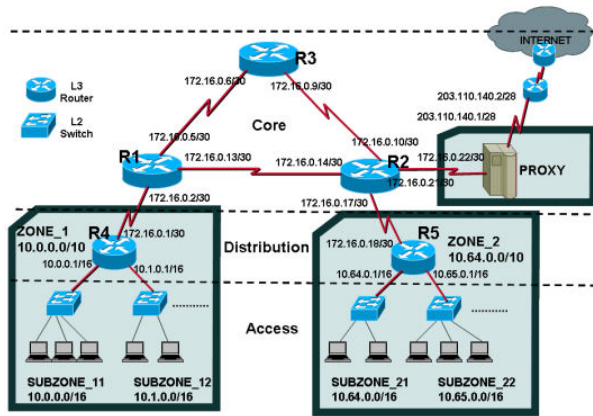 INTERNET
R3
172.16.0.6/30
172.16.0.9/30
L3
Router
203.110.140.2/28
L2
Switch
Core
203.110.140.1/28
172.16.0.5/30
172.16.0.10/30
R1
172.16.0.13/30
172.16.0.14/30
R2
172.16.0.22/30
PROXY
172.16.0.21/30
172.16.0.2/30
172.16.0.17/30
ZONE_1
10.0.0.0/10
R4
172.16.0.1/30
Distribution
172.16.0.18/30
R5
ZONE_2
10.64.0.0/10
10.0.0.1/16
10.1.0.1/16
10.64.0.1/16
10.65.0.1/16
Access
SUBZONE_11
10.0.0.0/16
SUBZONE_12
10.1.0.0/16
SUBZONE_21
10.64.0.0/16
SUBZONE_22
10.65.0.0/16